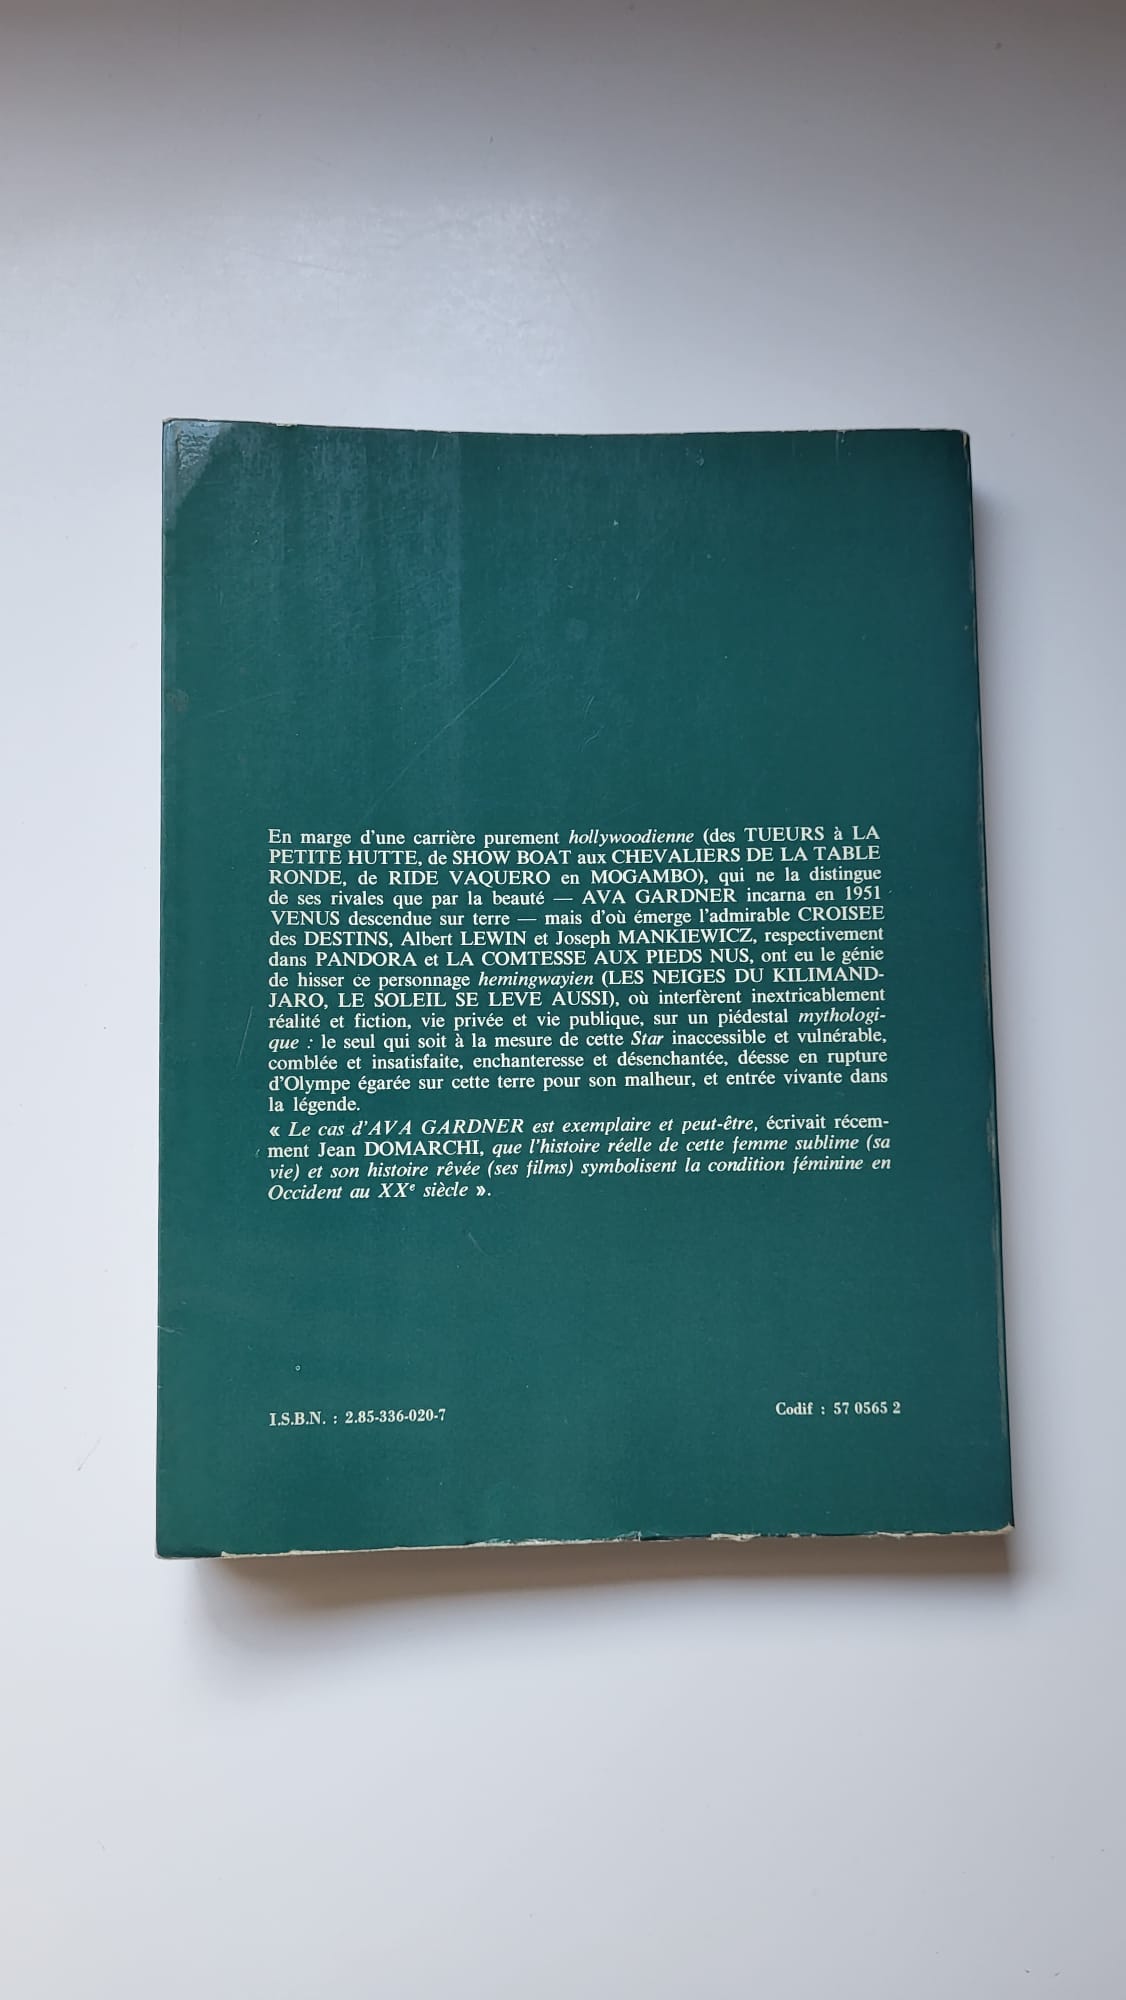 En marge d'une carrière purement hollywoodienne (des TUEURS à LA
PETITE HUTTE, de SHOW BOAT aux CHEVALIERS DE LA TABLE
RONDE, de RIDE VAQUERO en MOGAMBO), qui ne la distingue
de ses rivales que par la beauté — AVA GARDNER incarna en 1951
VENUS descendue sur terre — mais d'où émerge l'admirable CROISEE
des DESTINS, Albert LEWIN et Joseph MANKIEWICZ, respectivement
dans PANDORA et LA COMTESSE AUX PIEDS NUS, ont eu le génie
de hisser ce personnage hemingwayien (LES NEIGES DU KILIMAND-
JARO, LE SOLEIL SE LEVE AUSSI), où interfèrent inextricablement
réalité et fiction, vie privée et vie publique, sur un piédestal mythologi-
que : le seul qui soit à la mesure de cette Star inaccessible et vulnérable,
comblée et insatisfaite, enchanteresse et désenchantée, déesse en rupture
d'Olympe égarée sur cette terre pour son malheur, et entrée vivante dans
la légende.
« Le cas d'AVA GARDNER est exemplaire et peut-être, écrivait récem-
ment Jean DOMARCHI, que l'histoire réelle de cette femme sublime (sa
vie) et son histoire rêvée (ses films) symbolisent la condition féminine en
Occident au XXe siècle ».
I.S.B.N. : 2.85-336-020-7
Codif : 57 0565 2